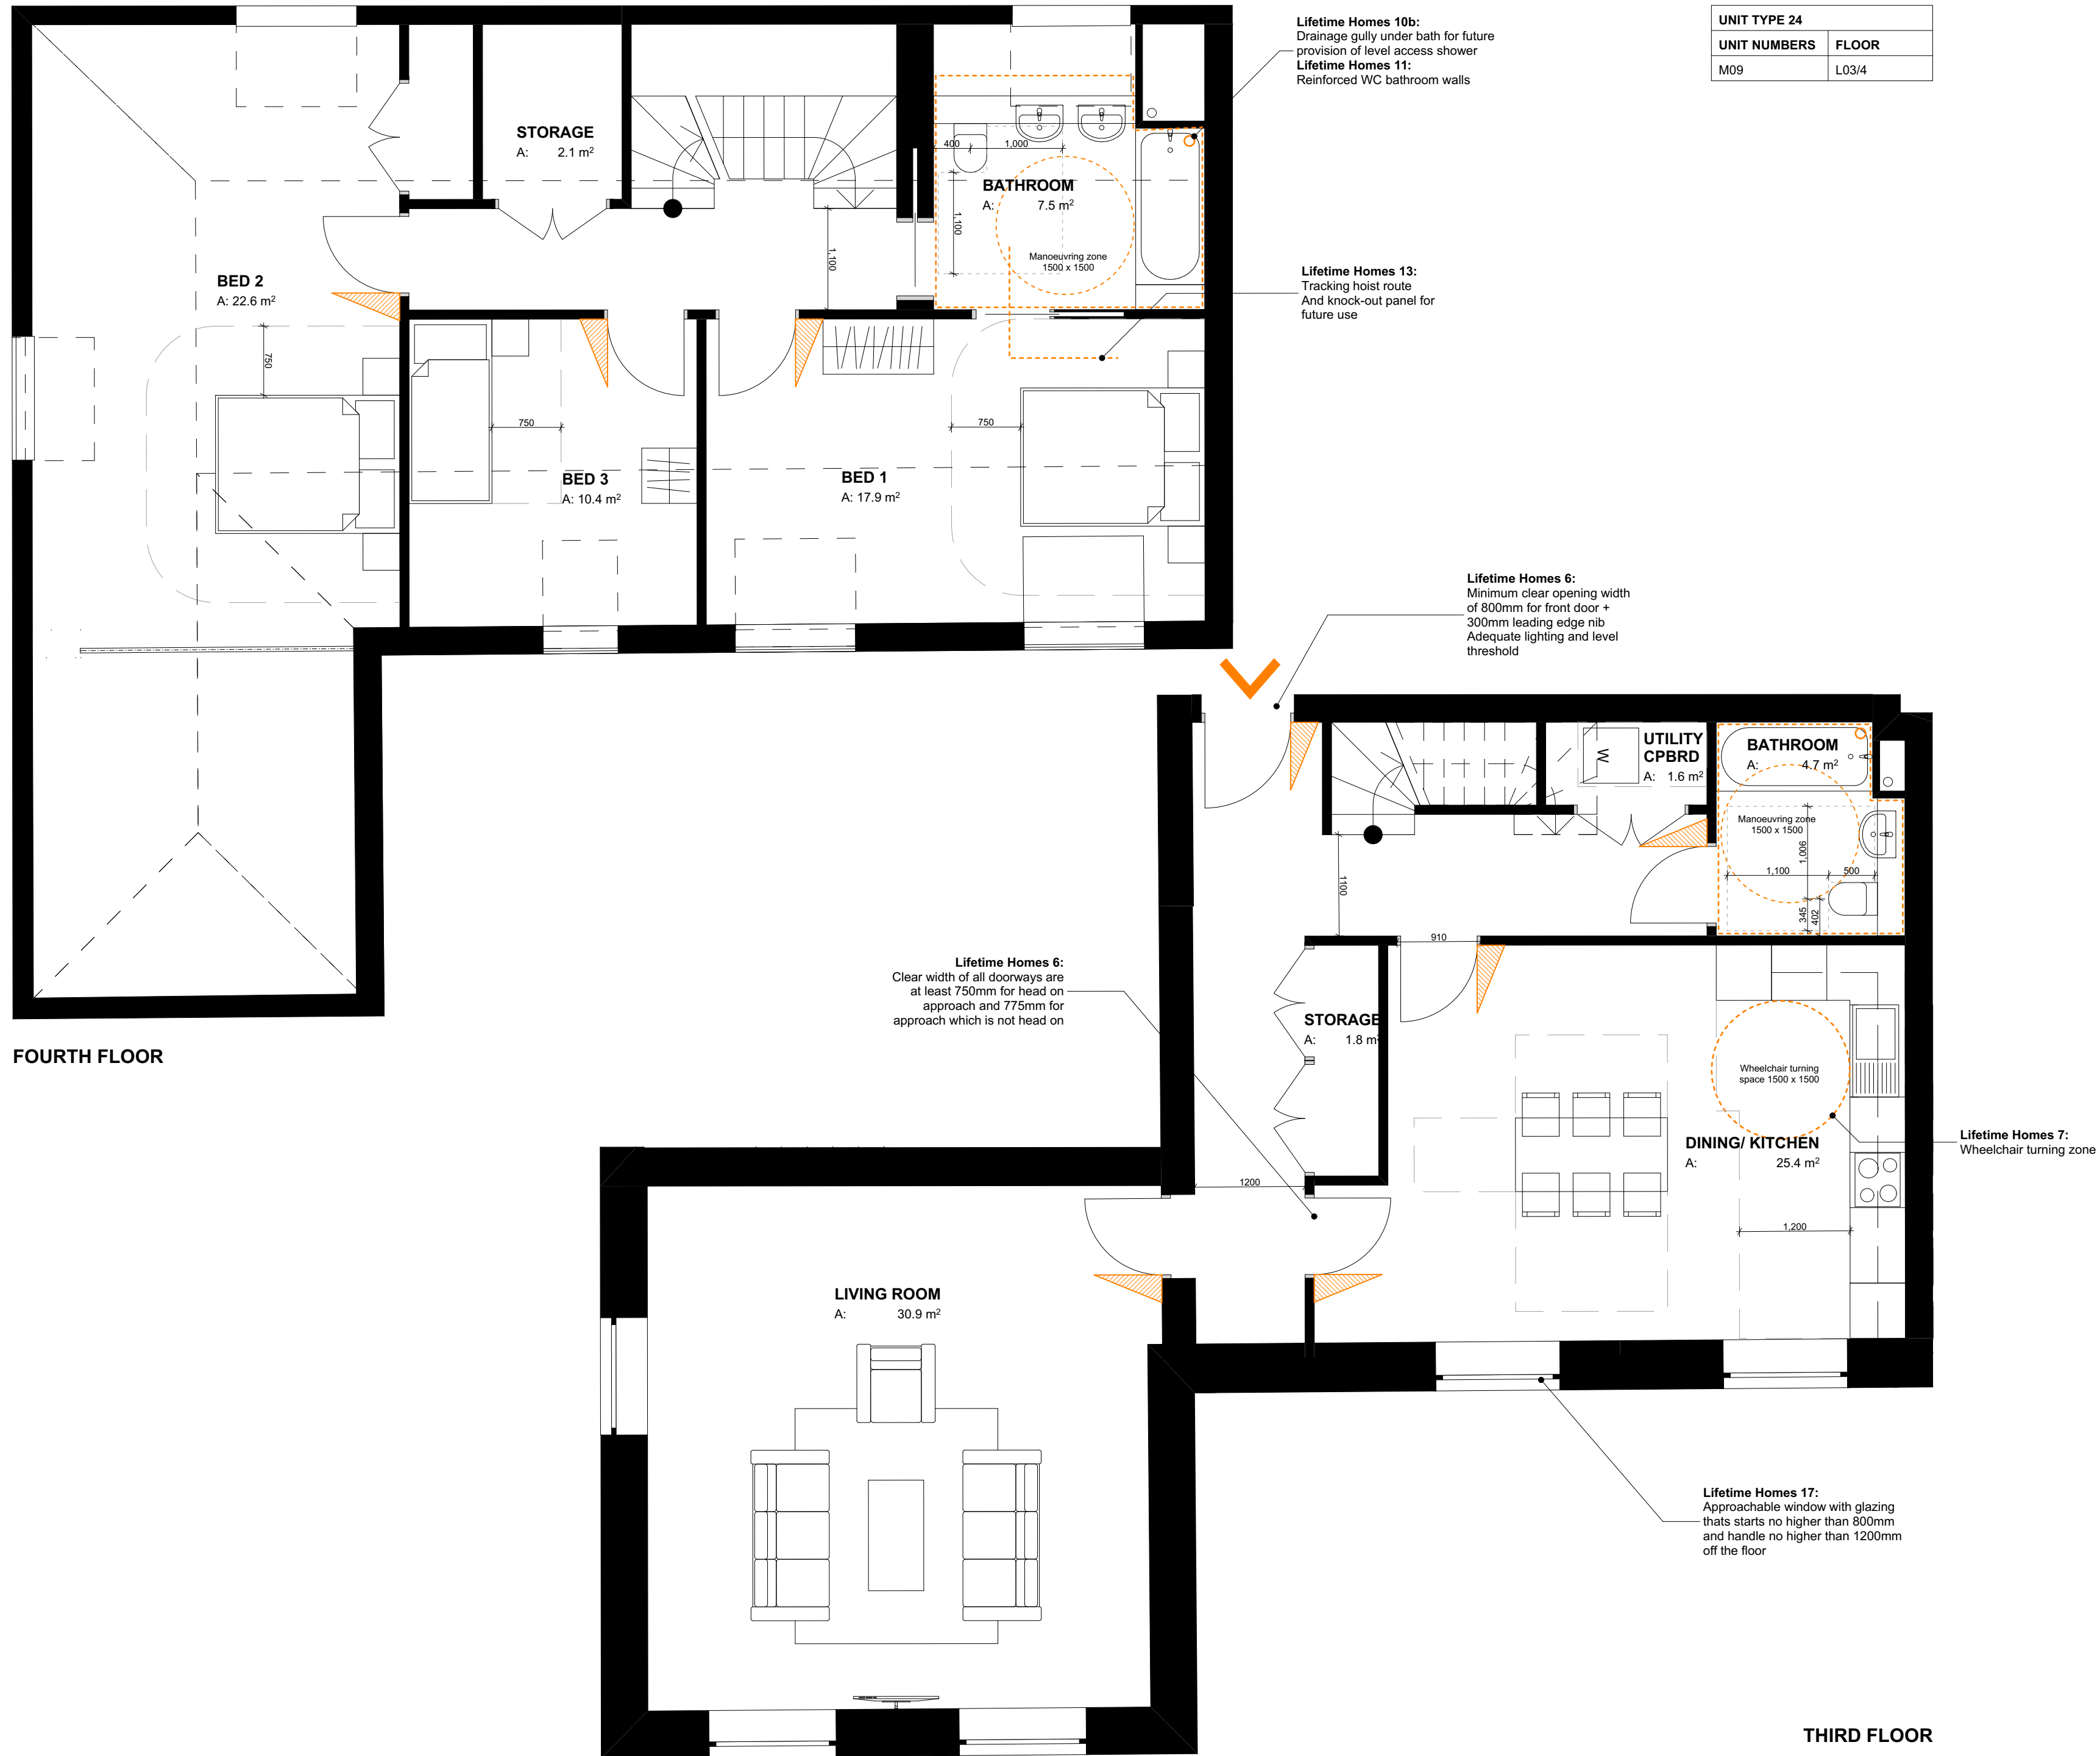 UNIT TYPE 24
UNIT NUMBERS FLOOR
M09 L03/4
Lifetime Homes 10b:
Drainage gully under bath for future
provision of level access shower
Lifetime Homes 11:
Reinforced WC bathroom walls
STORAGE
A: 2.1 m²
400 1,000
BATHROOM
A: 7.5 m²
1,100
1,100
Manoeuvring zone
1500 x 1500
Lifetime Homes 13:
Tracking hoist route
And knock-out panel for
future use
BED 2
A: 22.6 m²
750
750
BED 3
A: 10.4 m²
750
BED 1
A: 17.9 m²
FOURTH FLOOR
Lifetime Homes 6:
Minimum clear opening width
of 800mm for front door +
300mm leading edge nib
Adequate lighting and level
threshold
W
UTILITY
CPBRD
A: 1.6 m²
BATHROOM
A: 4.7 m²
Manoeuvring zone
1500 x 1500
1,006
1,100 500
345
402
1100
910
Lifetime Homes 6:
Clear width of all doorways are
at least 750mm for head on
approach and 775mm for
approach which is not head on
STORAGE
A: 1.8 m²
Wheelchair turning
space 1500 x 1500
DINING/ KITCHEN
A: 25.4 m²
Lifetime Homes 7:
Wheelchair turning zone
1200
1,200
LIVING ROOM
A: 30.9 m²
Lifetime Homes 17:
Approachable window with glazing
thats starts no higher than 800mm
and handle no higher than 1200mm
off the floor
THIRD FLOOR